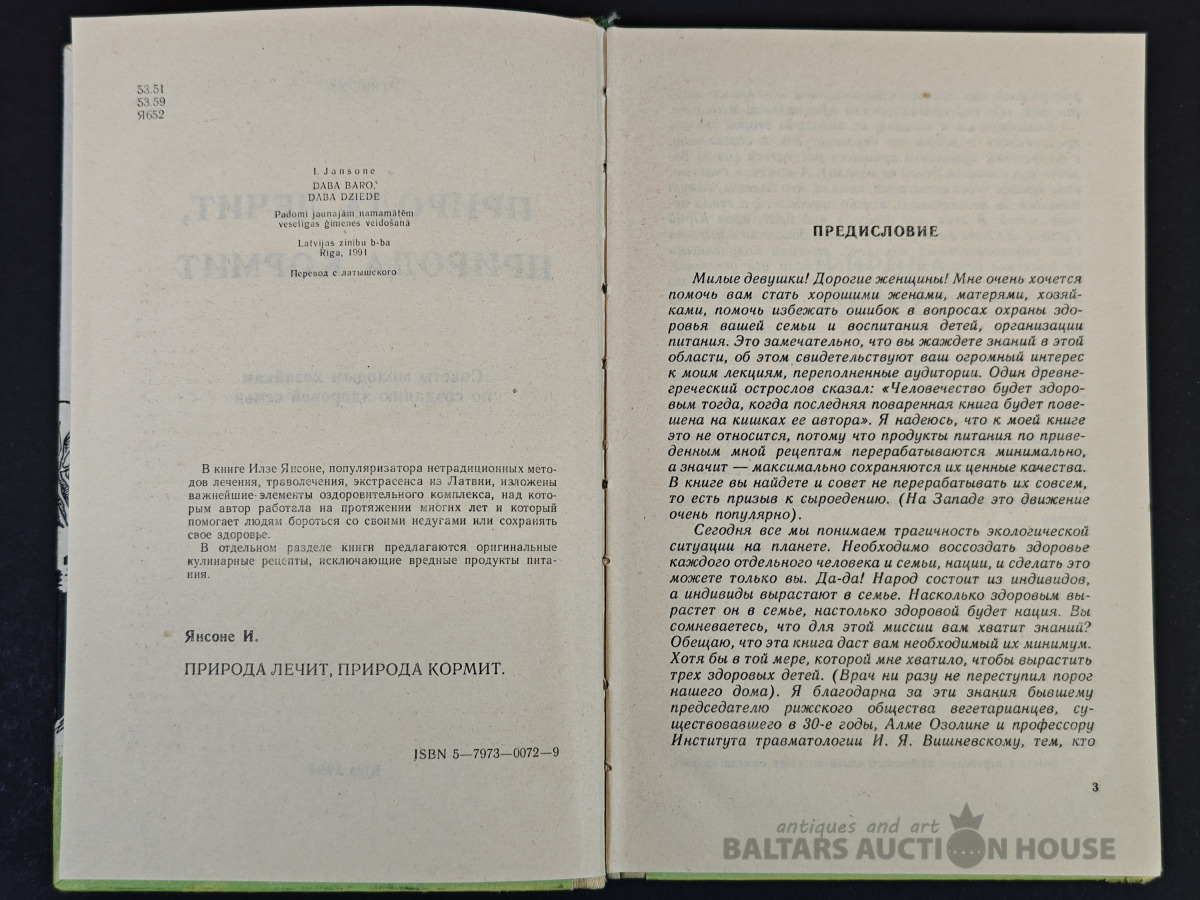 53.51
53.59
Я652
I. Jansone
DABA BARO,
DABA DZIEDE
Padomi jaunajām namamātēm
veselīgas ģimenes veidošanā
Latvijas zinību b-ba
Rīga, 1991
Перевод с латышского
В книге Илзе Янсоне, популяризатора нетрадиционных мето-
дов лечения, траволечения, экстрасенса из Латвии, изложены
важнейшие элементы оздоровительного комплекса, над кото-
рым автор работала на протяжении многих лет и который
помогает людям бороться со своими недугами или сохранять
свое здоровье.
В отдельном разделе книги предлагаются оригинальные
кулинарные рецепты, исключающие вредные продукты пита-
ния.
Янсоне И.
ПРИРОДА ЛЕЧИТ, ПРИРОДА КОРМИТ.
ISBN 5—7973—0072—9
ПРЕДИСЛОВИЕ
Милые девушки! Дорогие женщины! Мне очень хочется
помочь вам стать хорошими женами, матерями, хозяй-
ками, помочь избежать ошибок в вопросах охраны здо-
ровья вашей семьи и воспитания детей, организации
питания. Это замечательно, что вы жаждете знаний в этой
области, об этом свидетельствуют ваш огромный интерес
к моим лекциям, переполненные аудитории. Один древне-
греческий острослов сказал: «Человечество будет здоро-
вым тогда, когда последняя поваренная книга будет пове-
шена на кишках ее автора». Я надеюсь, что к моей книге
это не относится, потому что продукты питания по приве-
денным мной рецептам перерабатываются минимально,
а значит — максимально сохраняются их ценные качества.
В книге вы найдете и совет не перерабатывать их совсем,
то есть призыв к сыроедению. (На Западе это движение
очень популярно).
Сегодня все мы понимаем трагичность экологической
ситуации на планете. Необходимо воссоздать здоровье
каждого отдельного человека и семьи, нации, и сделать это
можете только вы. Да-да! Народ состоит из индивидов,
а индивиды вырастают в семье. Насколько здоровым вы-
растет он в семье, настолько здоровой будет нация. Вы
сомневаетесь, что для этой миссии вам хватит знаний?
Обещаю, что эта книга даст вам необходимый их минимум.
Хотя бы в той мере, которой мне хватило, чтобы вырастить
трех здоровых детей. (Врач ни разу не переступил порог
нашего дома). Я благодарна за эти знания бывшему
председателю рижского общества вегетарианцев, су-
ществовавшего в 30-е годы, Алме Озолине и профессору
Института травматологии И. Я. Вишневскому, тем, кто
3
antiques and art
BALTARS AUCTION HOUSE